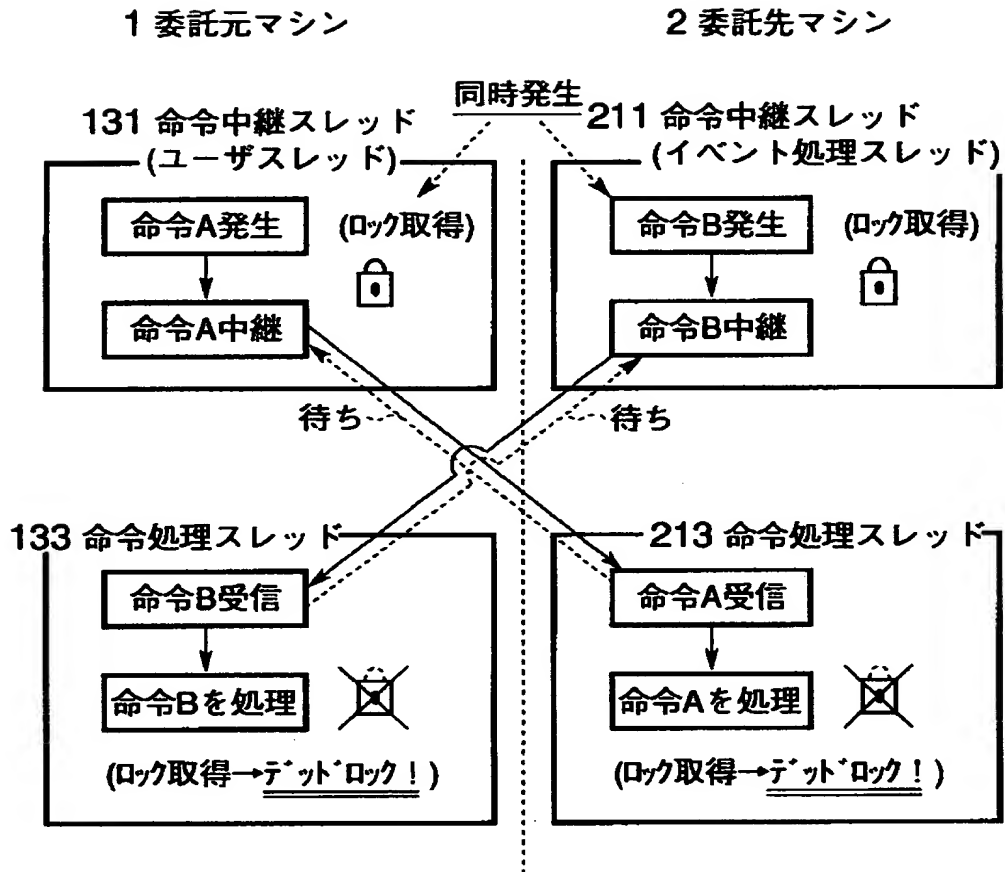 1 委託元マシン
2 委託先マシン
同時発生
131 命令中継スレッド
(ユーザスレッド)
命令A発生
(ロック取得)
命令A中継
211 命令中継スレッド
(イベント処理スレッド)
命令B発生
(ロック取得)
命令B中継
待ち
待ち
133 命令処理スレッド
命令B受信
命令Bを処理
(ロック取得→デッドロック！)
213 命令処理スレッド
命令A受信
命令Aを処理
(ロック取得→デッドロック！)